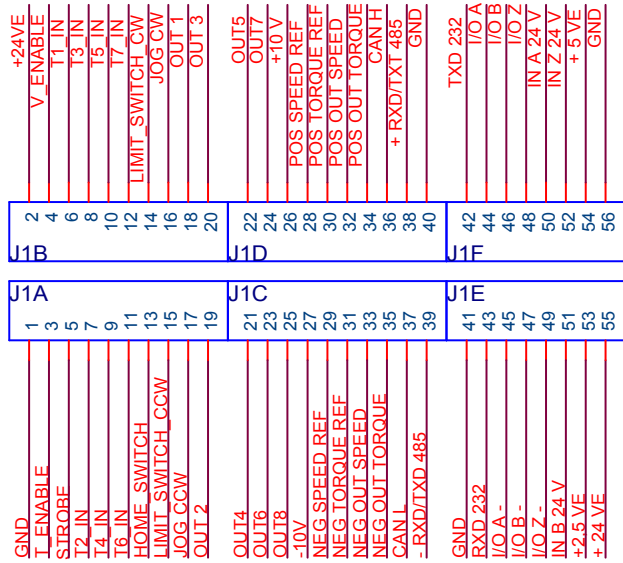 +24VE
V_ENABLE
T1_IN
T3_IN
T5_IN
T7_IN
LIMIT_SWITCH_CW
JOG CW
OUT 1
OUT 3
OUT5
OUT7
+10 V
POS SPEED REF
POS TORQUE REF
POS OUT SPEED
POS OUT TORQUE
CAN H
+ RXD/TXT 485
GND
TXD 232
I/O A
I/O B
I/O Z
IN A 24 V
IN Z 24 V
+ 5 VE
GND
2
4
6
8
10
12
14
16
18
20
22
24
26
28
30
32
34
36
38
40
42
44
46
48
50
52
54
56
J1B
J1D
J1F
J1A
J1C
J1E
1
3
5
7
9
11
13
15
17
19
21
23
25
27
29
31
33
35
37
39
41
43
45
47
49
51
53
55
GND
T_ENABLE
STROBE
T2_IN
T4_IN
T6_IN
HOME_SWITCH
LIMIT_SWITCH_CCW
JOG CCW
OUT 2
OUT4
OUT6
OUT8
-10V
NEG SPEED REF
NEG TORQUE REF
NEG OUT SPEED
NEG OUT TORQUE
CAN L
- RXD/TXD 485
GND
RXD 232
I/O A -
I/O B -
I/O Z -
IN B 24 V
+2.5 VE
+ 24 VE